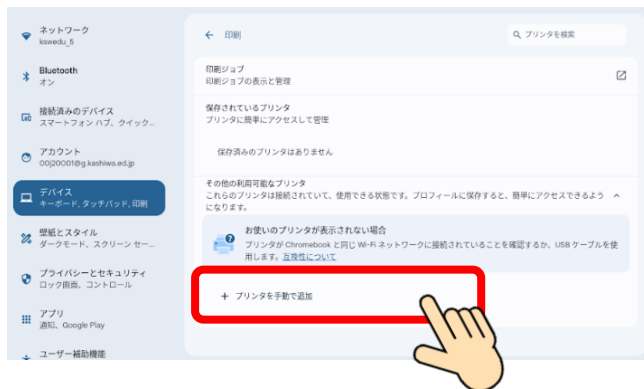 ネットワーク
kswedu_5
Bluetooth
オン
接続済みのデバイス
スマートフォン ハブ、クイック...
アカウント
00j20001@g.kashiwa.ed.jp
デバイス
キーボード, タッチパッド, 印刷
壁紙とスタイル
ダークモード、スクリーン セー...
プライバシーとセキュリティ
ロック画面、コントロール
アプリ
通知、Google Play
ユーザー補助機能
印刷
プリンタを検索
印刷ジョブ
印刷ジョブの表示と管理
保存されているプリンタ
プリンタに簡単にアクセスして管理
保存済みのプリンタはありません
その他の利用可能なプリンタ
これらのプリンタは接続されていて、使用できる状態です。プロフィールに保存すると、簡単にアクセスできるよう
になります。
お使いのプリンタが表示されない場合
プリンタが Chromebook と同じ Wi-Fi ネットワークに接続されていることを確認するか、USB ケーブルを使
用します。互換性について
+ プリンタを手動で追加